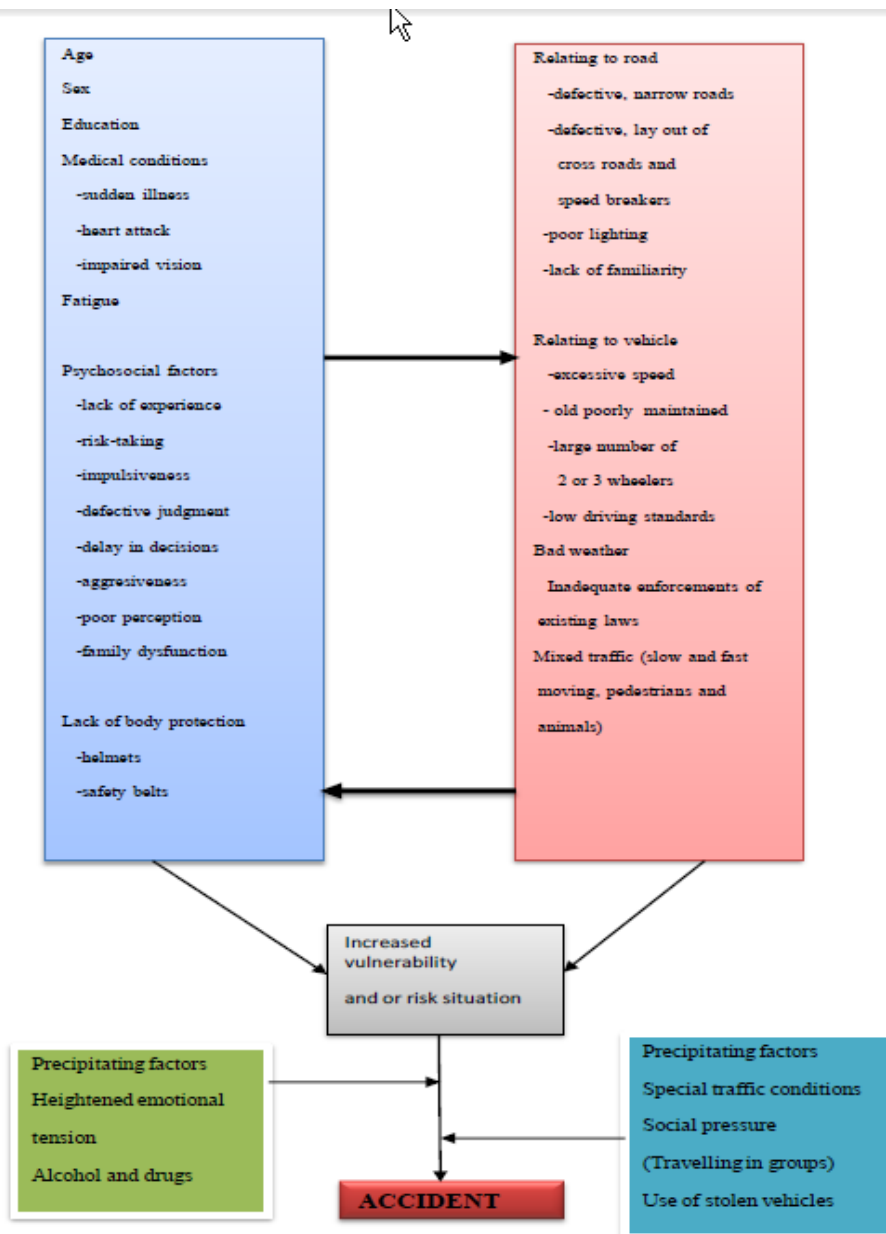 Age
Sex
Education
Medical conditions
-sudden illness
-heart attack
-impaired vision
Fatigue
Psychosocial factors
-lack of experience
-risk-taking
-impulsiveness
-defective judgment
-delay in decisions
-aggresiveness
-poor perception
-family dysfunction
Lack of body protection
-helmets
-safety belts
Relating to road
-defective, narrow roads
-defective, lay out of
cross roads and
speed breakers
-poor lighting
-lack of familiarity
Relating to vehicle
-excessive speed
- old poorly maintained
-large number of
2 or 3 wheelers
-low driving standards
Bad weather
Inadequate enforcements of
existing laws
Mixed traffic (slow and fast
moving, pedestrians and
animals)
Increased
vulnerability
and or risk situation
Precipitating factors
Heightened emotional
tension
Alcohol and drugs
Precipitating factors
Special traffic conditions
Social pressure
(Travelling in groups)
Use of stolen vehicles
ACCIDENT